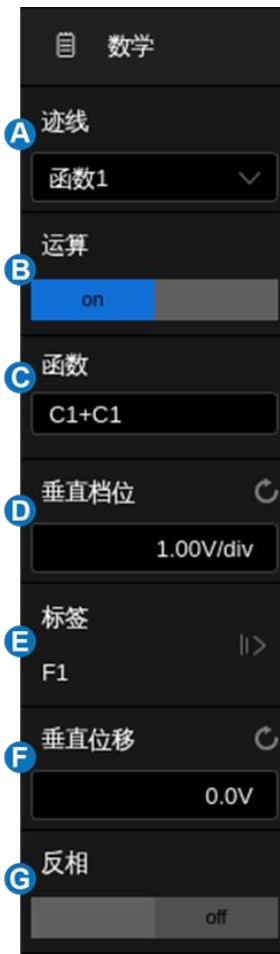 数学
A 迹线
函数1
B 运算
on
C 函数
C1+C1
D 垂直档位
1.00V/div
E 标签
F1
F 垂直位移
0.0V
G 反相
off